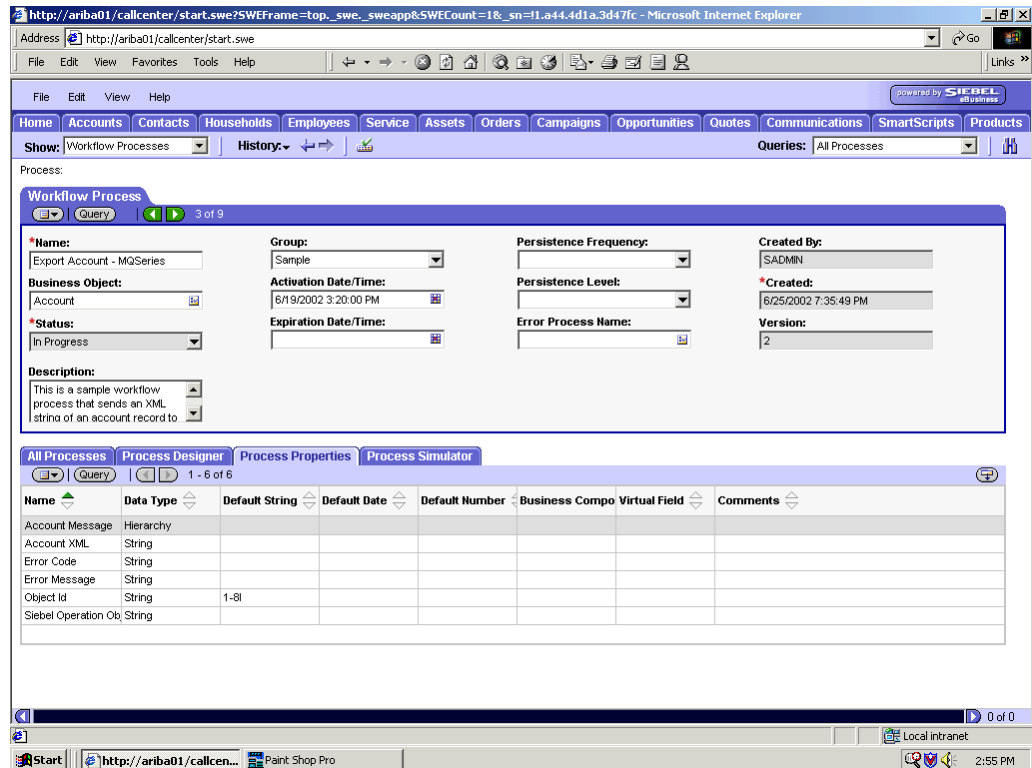 http://ariba01/callcenter/start.swe?SWEFrame=top._swe._sweapp&SWECount=1&_sn=!1.a44.4d1a.3d47fc - Microsoft Internet Explorer
Address http://ariba01/callcenter/start.swe Go
File Edit View Favorites Tools Help Links »
File Edit View Help powered by SIEBEL eBusiness
Home Accounts Contacts Households Employees Service Assets Orders Campaigns Opportunities Quotes Communications SmartScripts Products
Show: Workflow Processes History: Queries: All Processes
Process:
Workflow Process
Query 3 of 9
*Name: Group: Persistence Frequency: Created By:
Export Account - MQSeries Sample SADMIN
Business Object: Activation Date/Time: Persistence Level: *Created:
Account 6/19/2002 3:20:00 PM 6/25/2002 7:35:49 PM
*Status: Expiration Date/Time: Error Process Name: Version:
In Progress 2
Description:
This is a sample workflow
process that sends an XML
string of an account record to
All Processes Process Designer Process Properties Process Simulator
Query 1 - 6 of 6
Name Data Type Default String Default Date Default Number Business Compo Virtual Field Comments
Account Message Hierarchy
Account XML String
Error Code String
Error Message String
Object Id String 1-8I
Siebel Operation Ob String
0 of 0
Local intranet
Start http://ariba01/callcen... Paint Shop Pro 2:55 PM